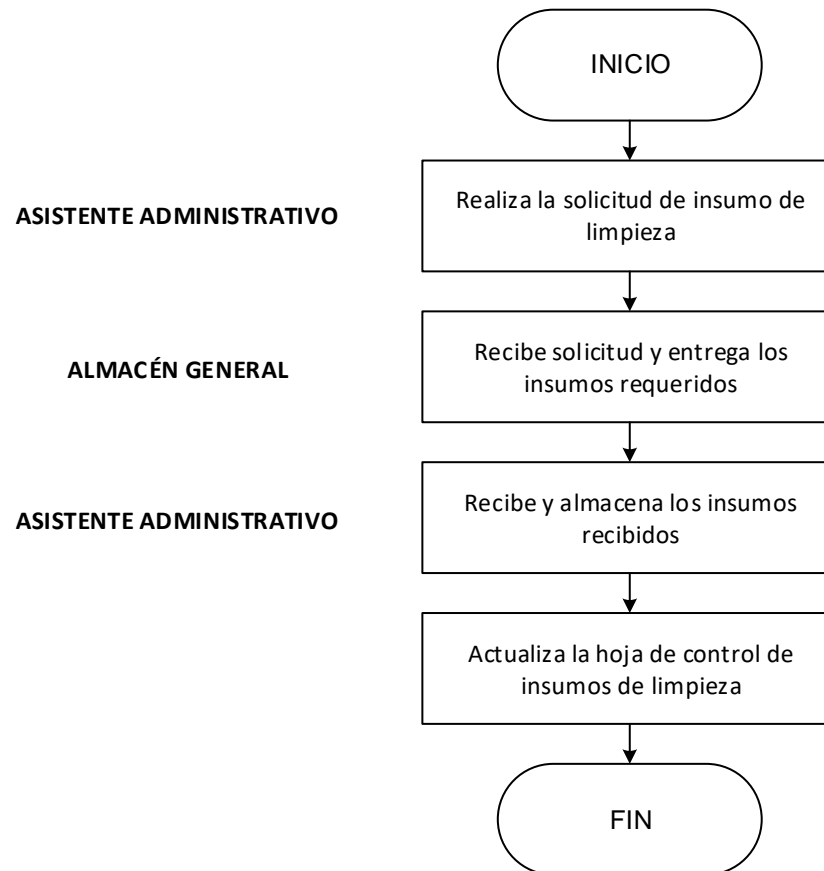 INICIO
ASISTENTE ADMINISTRATIVO
Realiza la solicitud de insumo de
limpieza
ALMACÉN GENERAL
Recibe solicitud y entrega los
insumos requeridos
ASISTENTE ADMINISTRATIVO
Recibe y almacena los insumos
recibidos
Actualiza la hoja de control de
insumos de limpieza
FIN